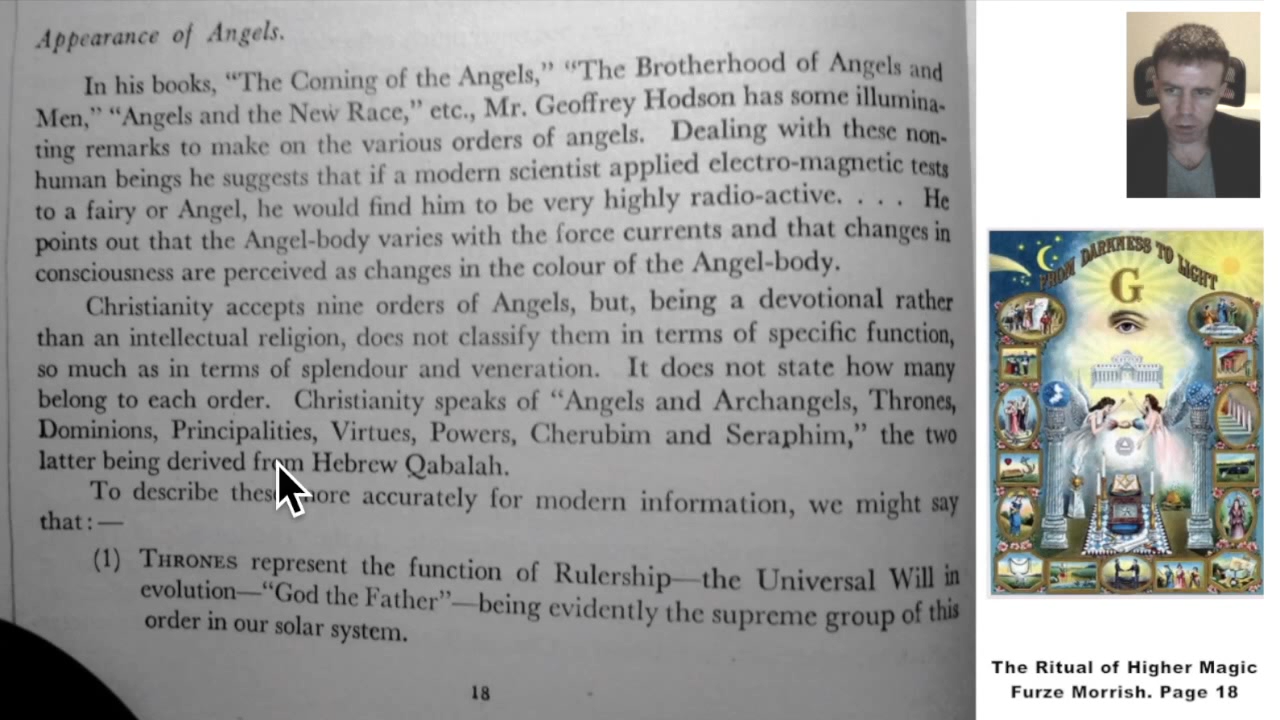 Appearance of Angels.
In his books, “The Coming of the Angels,” “The Brotherhood of Angels and
Men,” “Angels and the New Race,” etc., Mr. Geoffrey Hodson has some illumina-
ting remarks to make on the various orders of angels. Dealing with these non-
human beings he suggests that if a modern scientist applied electro-magnetic tests
to a fairy or Angel, he would find him to be very highly radio-active. . . . He
points out that the Angel-body varies with the force currents and that changes in
consciousness are perceived as changes in the colour of the Angel-body.
Christianity accepts nine orders of Angels, but, being a devotional rather
than an intellectual religion, does not classify them in terms of specific function,
so much as in terms of splendour and veneration. It does not state how many
belong to each order. Christianity speaks of “Angels and Archangels, Thrones,
Dominions, Principalities, Virtues, Powers, Cherubim and Seraphim,” the two
latter being derived from Hebrew Qabalah.
To describe these more accurately for modern information, we might say
that:—
(1) THRONES represent the function of Rulership—the Universal Will in
evolution—“God the Father”—being evidently the supreme group of this
order in our solar system.
18
FROM DARKNESS TO LIGHT
G
The Ritual of Higher Magic
Furze Morrish. Page 18